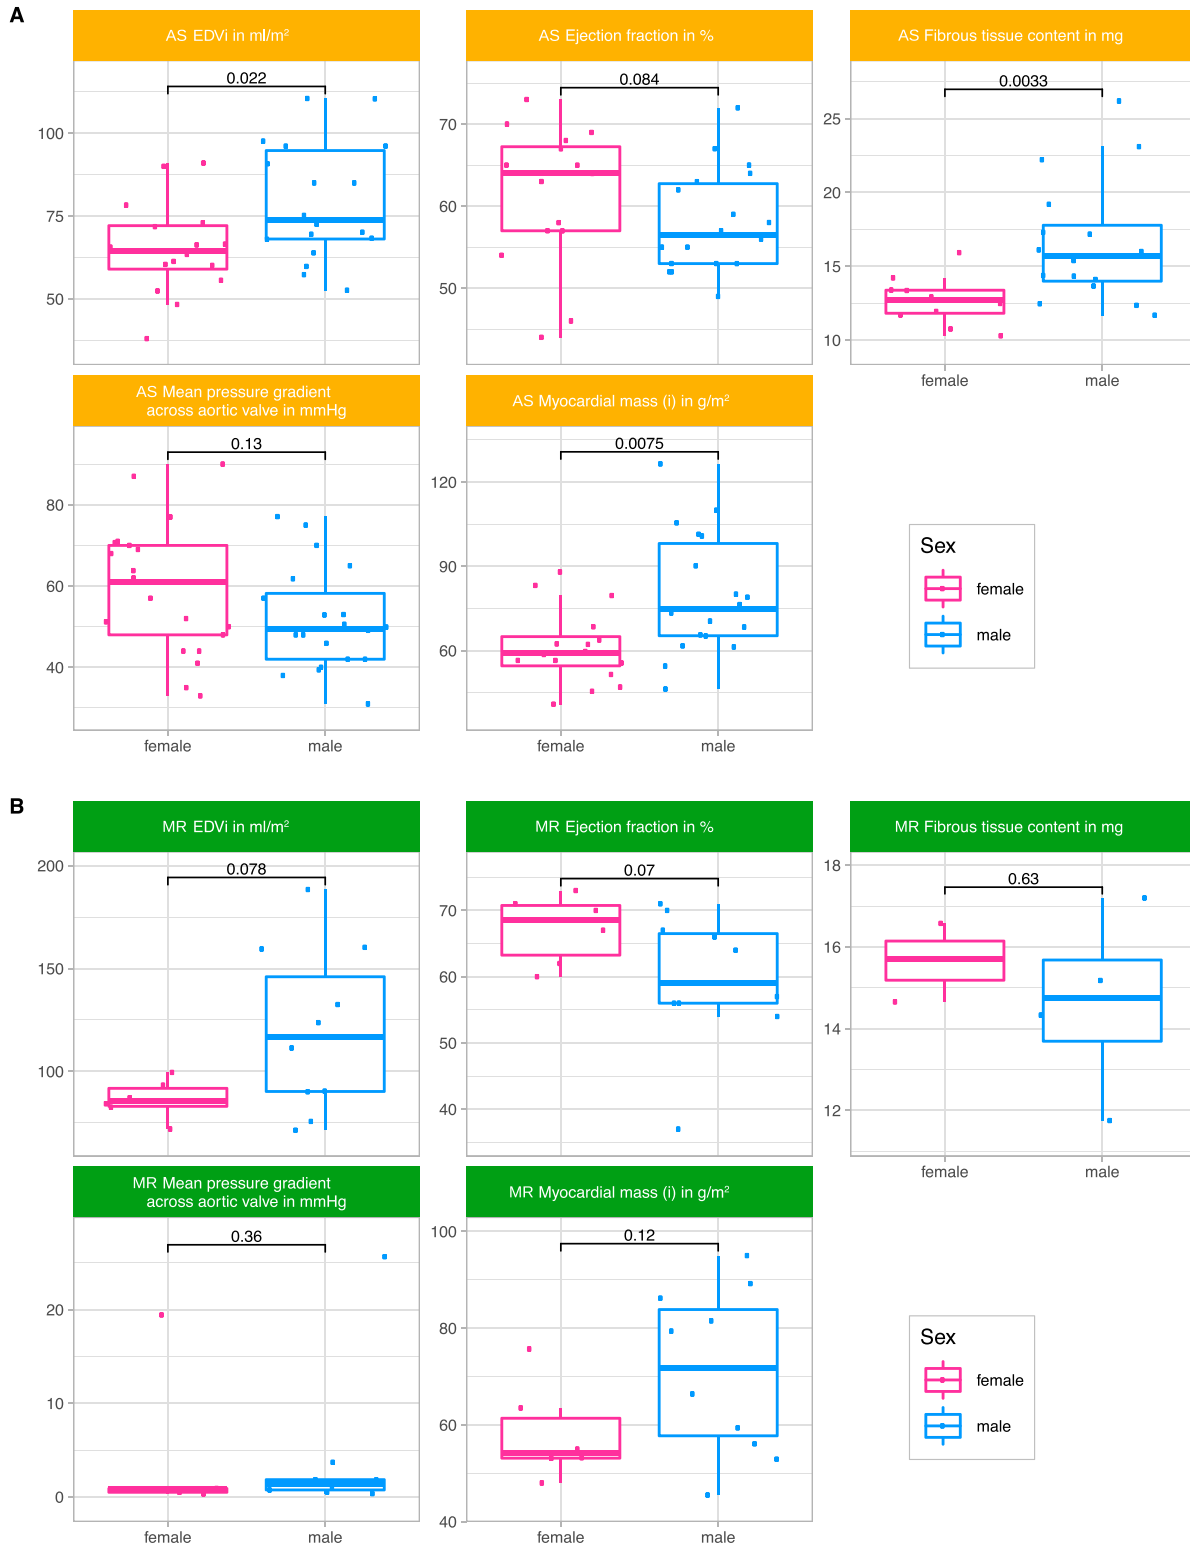 A
AS EDVi in ml/m²
AS Ejection fraction in %
AS Fibrous tissue content in mg
0.022
0.084
0.0033
100
75
50
70
60
50
25
20
15
10
female
male
AS Mean pressure gradient
across aortic valve in mmHg
AS Myocardial mass (i) in g/m²
0.13
0.0075
80
60
40
120
90
60
female
male
female
male
Sex
female
male
B
MR EDVi in ml/m²
MR Ejection fraction in %
MR Fibrous tissue content in mg
0.078
0.07
0.63
200
150
100
70
60
50
40
18
16
14
12
female
male
MR Mean pressure gradient
across aortic valve in mmHg
MR Myocardial mass (i) in g/m²
0.36
0.12
20
10
0
100
80
60
40
female
male
female
male
Sex
female
male